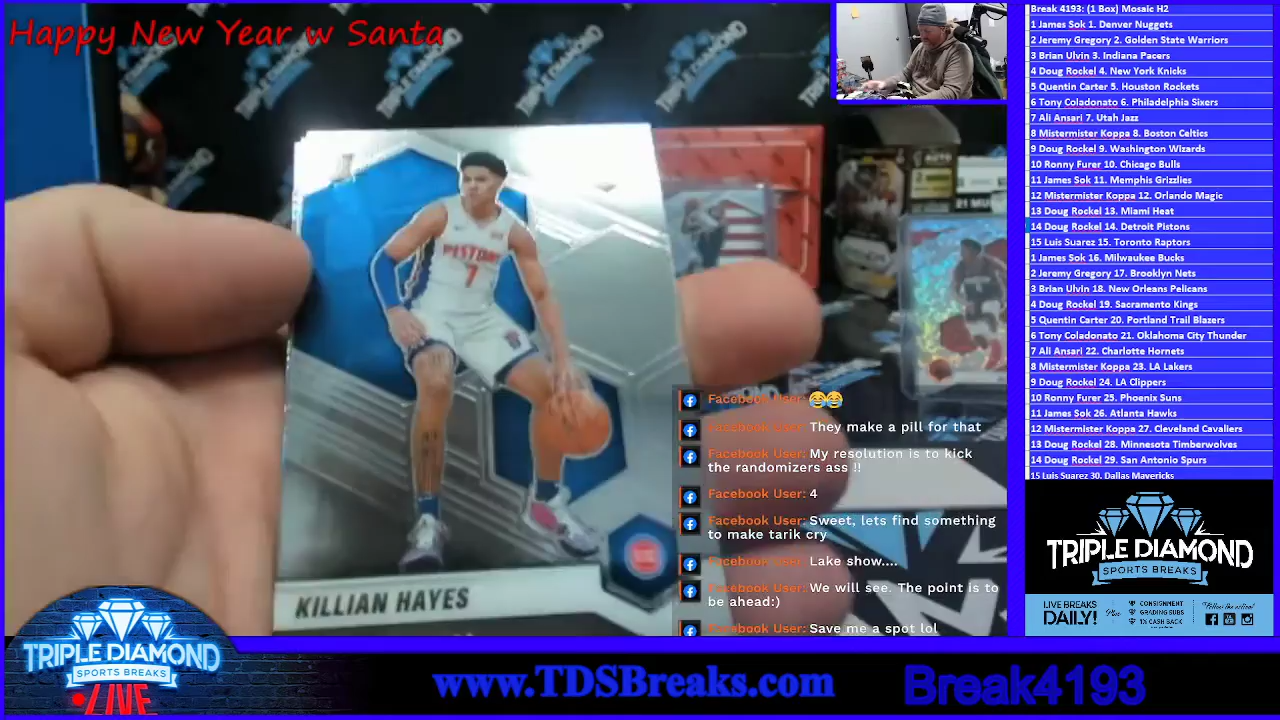 Happy New Year w Santa
PISTONS
7
KILLIAN HAYES
Facebook User: 😂😂
Facebook User: They make a pill for that
Facebook User: My resolution is to kick
the randomizers ass !!
Facebook User: 4
Facebook User: Sweet, lets find something
to make tarik cry
Facebook User: Lake show....
Facebook User: We will see. The point is to
be ahead:)
Facebook User: Save me a spot lol
Break 4193: (1 Box) Mosaic H2
1 James Sok 1. Denver Nuggets
2 Jeremy Gregory 2. Golden State Warriors
3 Brian Ulvin 3. Indiana Pacers
4 Doug Rockel 4. New York Knicks
5 Quentin Carter 5. Houston Rockets
6 Tony Coladonato 6. Philadelphia Sixers
7 Ali Ansari 7. Utah Jazz
8 Mistermister Koppa 8. Boston Celtics
9 Doug Rockel 9. Washington Wizards
10 Ronny Furer 10. Chicago Bulls
11 James Sok 11. Memphis Grizzlies
12 Mistermister Koppa 12. Orlando Magic
13 Doug Rockel 13. Miami Heat
14 Doug Rockel 14. Detroit Pistons
15 Luis Suarez 15. Toronto Raptors
1 James Sok 16. Milwaukee Bucks
2 Jeremy Gregory 17. Brooklyn Nets
3 Brian Ulvin 18. New Orleans Pelicans
4 Doug Rockel 19. Sacramento Kings
5 Quentin Carter 20. Portland Trail Blazers
6 Tony Coladonato 21. Oklahoma City Thunder
7 Ali Ansari 22. Charlotte Hornets
8 Mistermister Koppa 23. LA Lakers
9 Doug Rockel 24. LA Clippers
10 Ronny Furer 25. Phoenix Suns
11 James Sok 26. Atlanta Hawks
12 Mistermister Koppa 27. Cleveland Cavaliers
13 Doug Rockel 28. Minnesota Timberwolves
14 Doug Rockel 29. San Antonio Spurs
15 Luis Suarez 30. Dallas Mavericks
TRIPLE DIAMOND
SPORTS BREAKS
LIVE BREAKS
DAILY!
Plus
CONSIGNMENT
GRADING SUBS
1% CASH BACK
Follow the action!
TRIPLE DIAMOND
SPORTS BREAKS
LIVE
www.TDSBreaks.com
Break4193